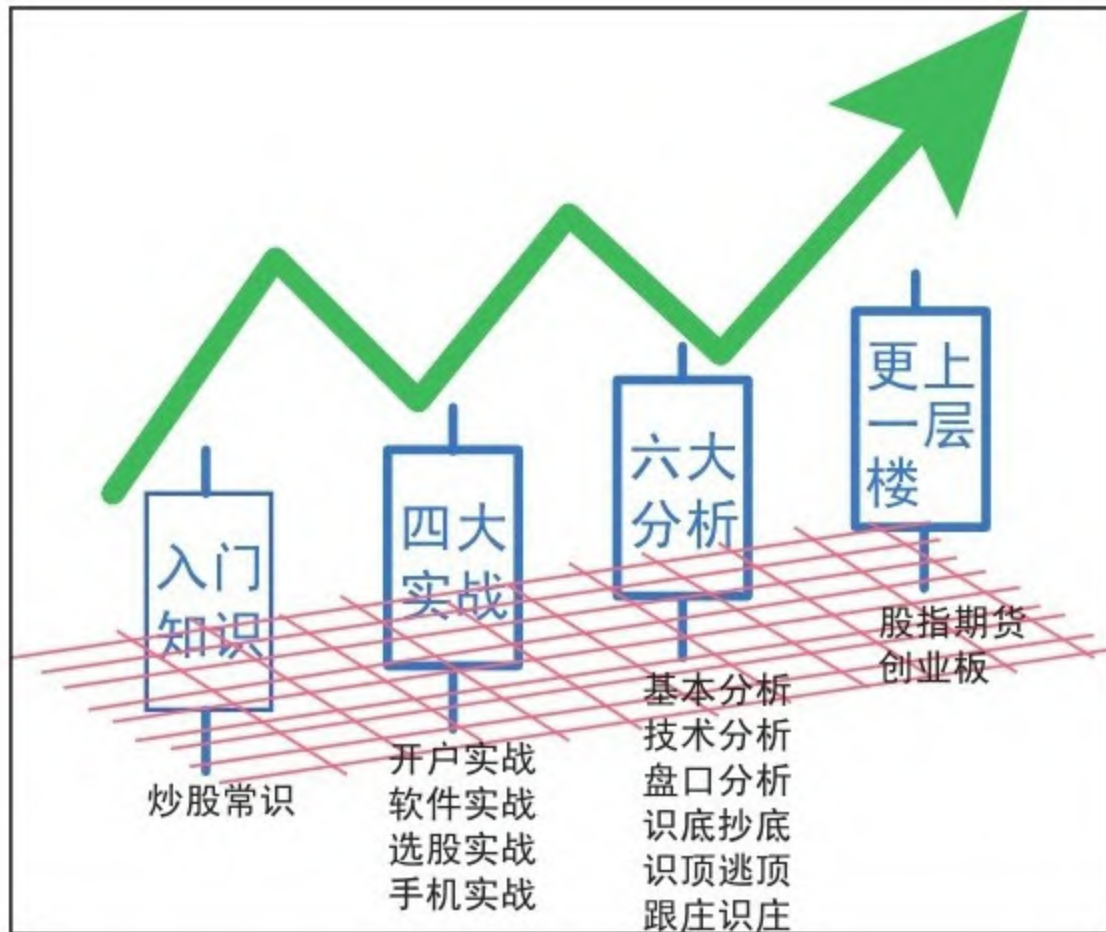 入门
知识
炒股常识
四大
实战
开户实战
软件实战
选股实战
手机实战
六大
分析
基本分析
技术分析
盘口分析
识底抄底
识顶逃顶
跟庄识庄
更上
一层
楼
股指期货
创业板